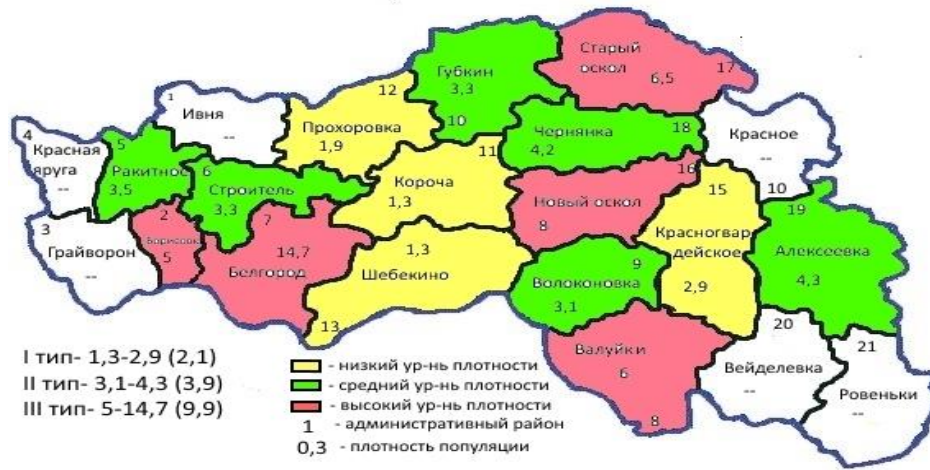 Старый
оскол
6,5
17
Губкин
3,3
10
12
Прохоровка
1,9
1
Ивня
--
4
Красная
яруга
--
5
Ракитное
3,5
6
Строитель
3,3
11
Короча
1,3
Чернянка
18
4,2
Красное
--
10
16
Новый оскол
8
15
Красногвар
дейское
2,9
19
Алексеевка
4,3
3
Грайворон
--
2
Борисовка
5
7
14,7
Белгород
1,3
Шебекино
13
9
Волоконовка
3,1
Валуйки
6
8
20
Вейделевка
--
21
Ровеньки
--
I тип- 1,3-2,9 (2,1)
II тип- 3,1-4,3 (3,9)
III тип- 5-14,7 (9,9)
- низкий ур-нь плотности
- средний ур-нь плотности
- высокий ур-нь плотности
1 - административный район
0,3 - плотность популяции